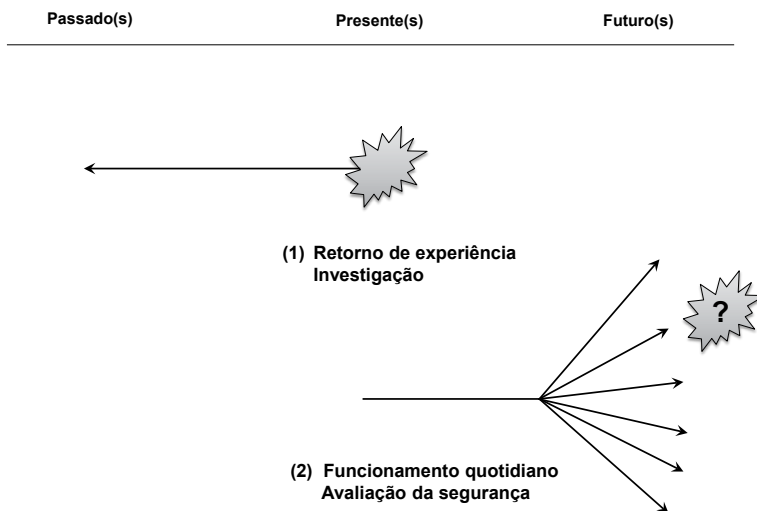 Passado(s) Presente(s) Futuro(s)
(1) Retorno de experiência
Investigação
?
(2) Funcionamento quotidiano
Avaliação da segurança